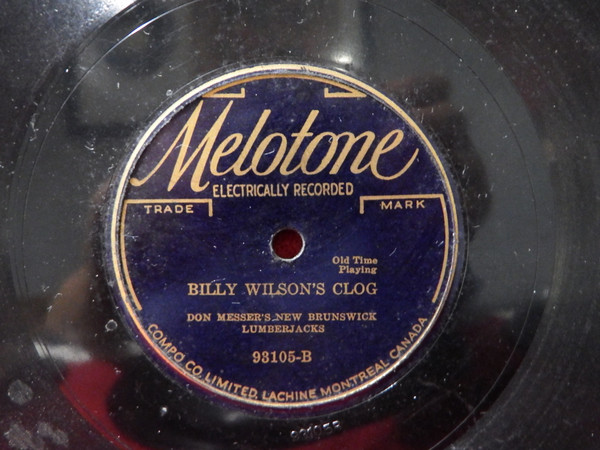 Melotone
ELECTRICALLY RECORDED
TRADE MARK
Old Time
Playing
BILLY WILSON'S CLOG
DON MESSER'S NEW BRUNSWICK
LUMBERJACKS
93105-B
COMPO CO. LIMITED, LACHINE MONTREAL CANADA